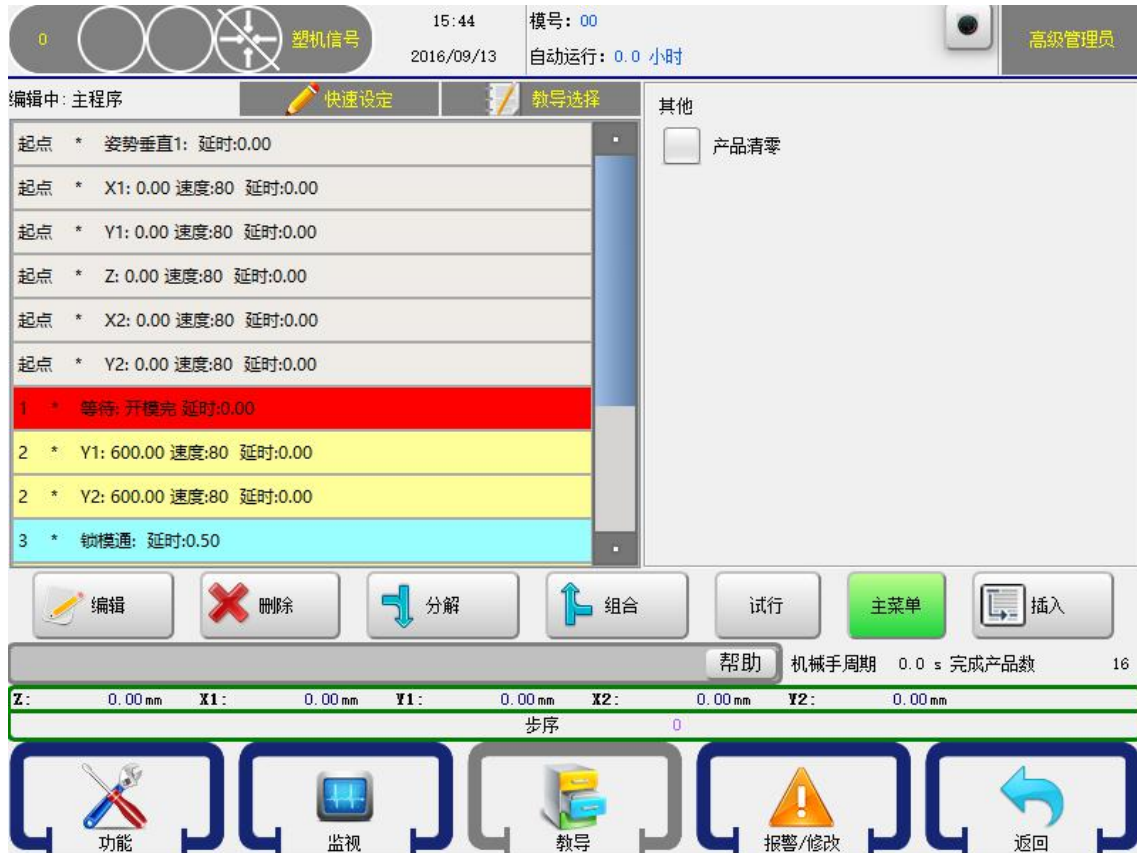 0 塑机信号 15:44 模号：00 高级管理员
2016/09/13 自动运行：0.0 小时
编辑中：主程序 快速设定 教导选择 其他
起点 * 姿势垂直1: 延时:0.00 产品清零
起点 * X1: 0.00 速度:80 延时:0.00
起点 * Y1: 0.00 速度:80 延时:0.00
起点 * Z: 0.00 速度:80 延时:0.00
起点 * X2: 0.00 速度:80 延时:0.00
起点 * Y2: 0.00 速度:80 延时:0.00
1 * 等待: 开模完 延时:0.00
2 * Y1: 600.00 速度:80 延时:0.00
2 * Y2: 600.00 速度:80 延时:0.00
3 * 锁模通: 延时:0.50
编辑 删除 分解 组合 试行 主菜单 插入
帮助 机械手周期 0.0 s 完成产品数 16
Z: 0.00 mm X1: 0.00 mm Y1: 0.00 mm X2: 0.00 mm Y2: 0.00 mm
步序 0
功能 监视 教导 报警/修改 返回